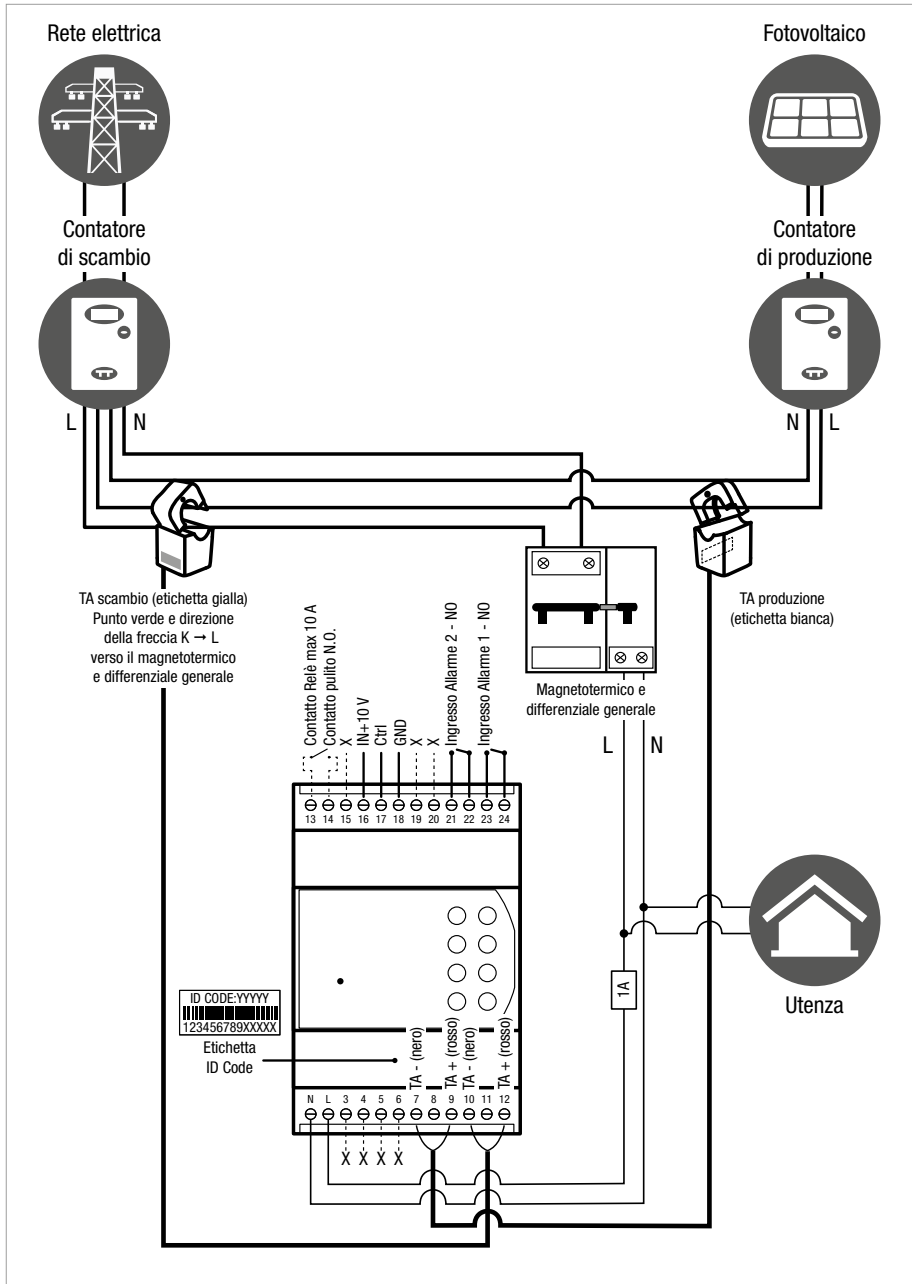 Rete elettrica
Fotovoltaico
Contatore
di scambio
Contatore
di produzione
L
N
N
L
TA scambio (etichetta gialla)
Punto verde e direzione
della freccia K → L
verso il magnetotermico
e differenziale generale
TA produzione
(etichetta bianca)
Magnetotermico e
differenziale generale
L
N
Contatto Relè max 10 A
Contatto pulito N.O.
X
IN+10 V
Ctrl
GND
X
X
Ingresso Allarme 2 - NO
Ingresso Allarme 1 - NO
13 14 15 16 17 18 19 20 21 22 23 24
1A
Utenza
ID CODE:YYYYY
123456789XXXXX
Etichetta
ID Code
TA - (nero)
TA + (rosso)
TA - (nero)
TA + (rosso)
N L 3 4 5 6 7 8 9 10 11 12
X X X X